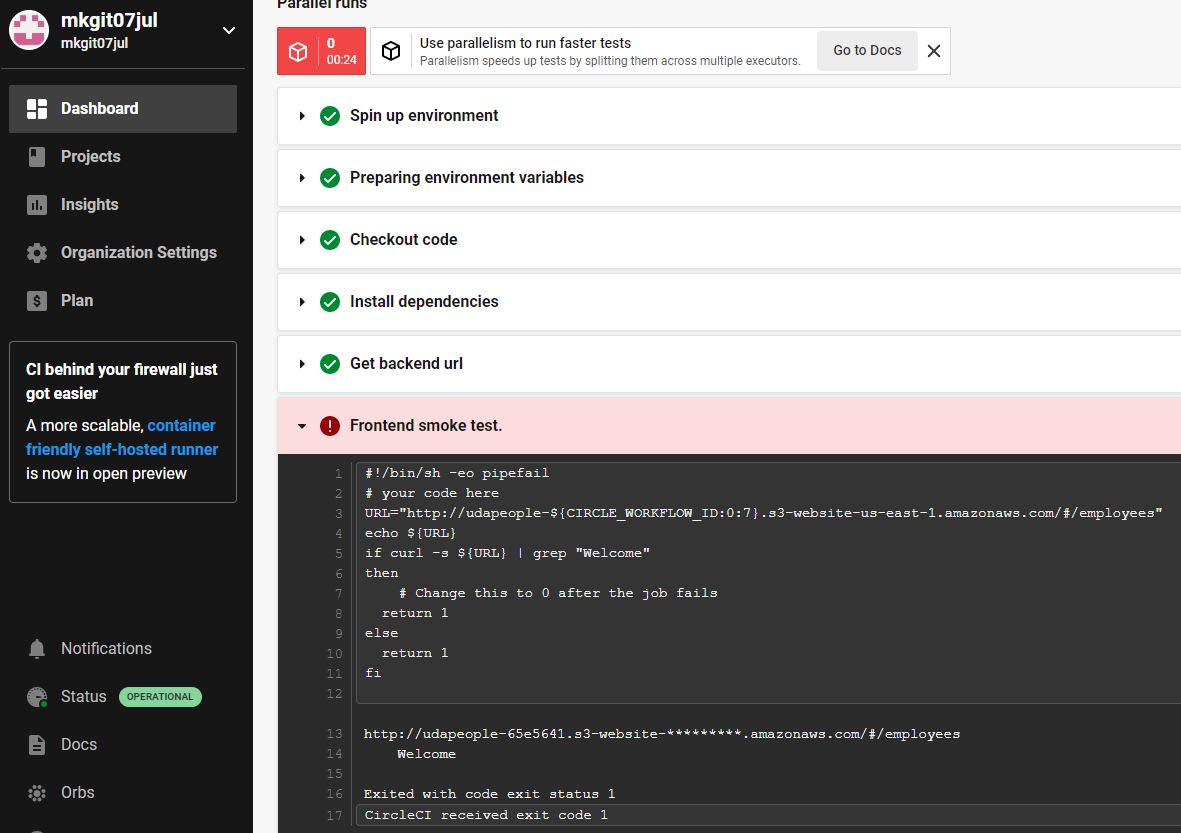 mkgit07jul
mkgit07jul
Dashboard
Projects
Insights
Organization Settings
Plan
CI behind your firewall just
got easier
A more scalable, container
friendly self-hosted runner
is now in open preview
Notifications
Status OPERATIONAL
Docs
Orbs
Parallel runs
0
00:24
Use parallelism to run faster tests
Parallelism speeds up tests by splitting them across multiple executors.
Go to Docs
Spin up environment
Preparing environment variables
Checkout code
Install dependencies
Get backend url
Frontend smoke test.
1 #!/bin/sh -eo pipefail
2 # your code here
3 URL="http://udapeople-${CIRCLE_WORKFLOW_ID:0:7}.s3-website-us-east-1.amazonaws.com/#/employees"
4 echo ${URL}
5 if curl -s ${URL} | grep "Welcome"
6 then
7 # Change this to 0 after the job fails
8 return 1
9 else
10 return 1
11 fi
12
13 http://udapeople-65e5641.s3-website-*********.amazonaws.com/#/employees
14 Welcome
15
16 Exited with code exit status 1
17 CircleCI received exit code 1